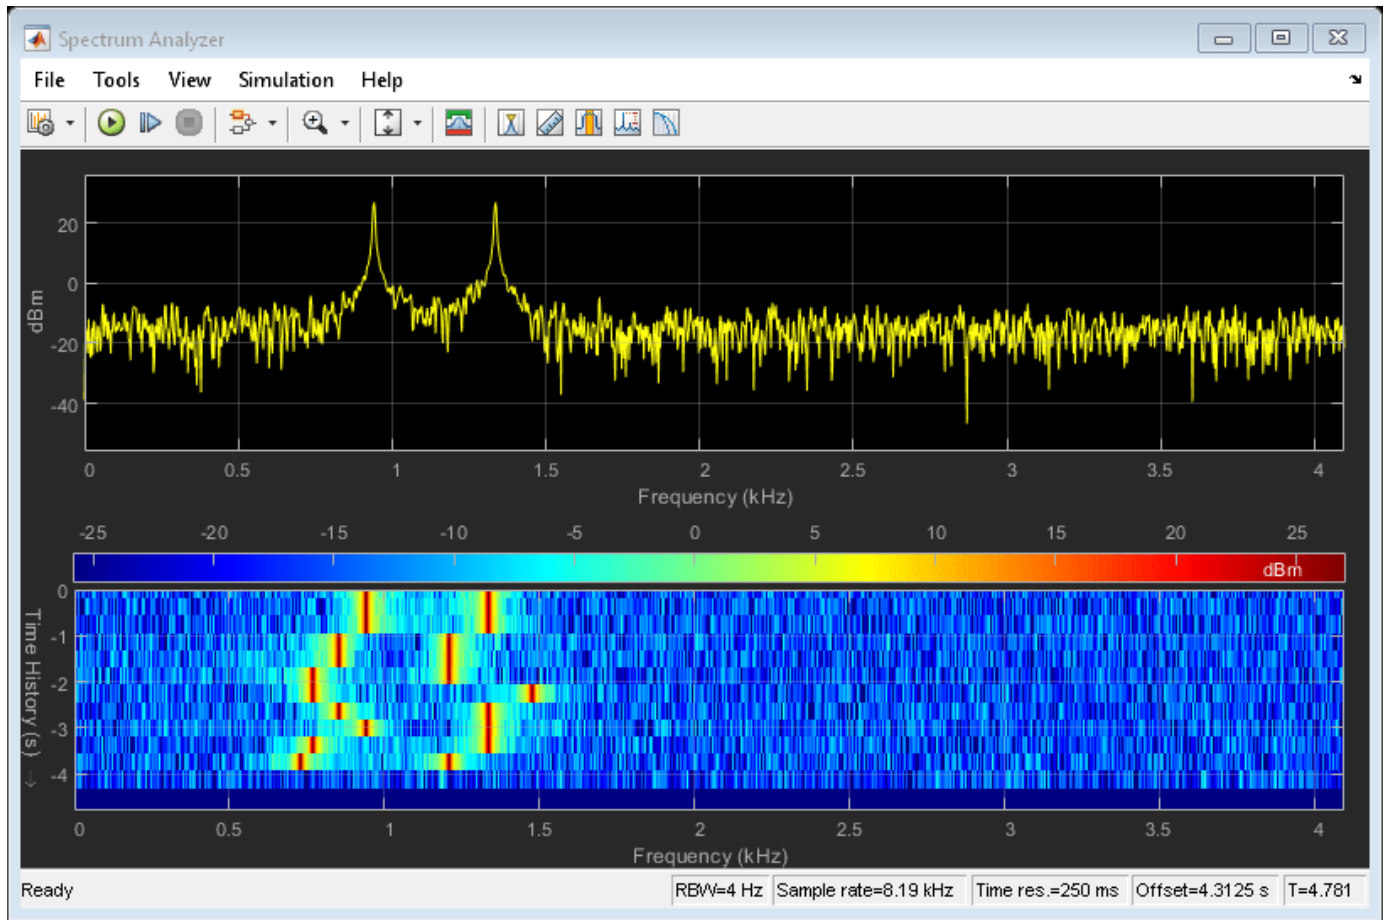 Spectrum Analyzer
File Tools View Simulation Help
20
0
-20
-40
dBm
0 0.5 1 1.5 2 2.5 3 3.5 4
Frequency (kHz)
-25 -20 -15 -10 -5 0 5 10 15 20 25
dBm
0
-1
-2
-3
-4
Time History (s) →
0 0.5 1 1.5 2 2.5 3 3.5 4
Frequency (kHz)
Ready RBW=4 Hz Sample rate=8.19 kHz Time res.=250 ms Offset=4.3125 s T=4.781